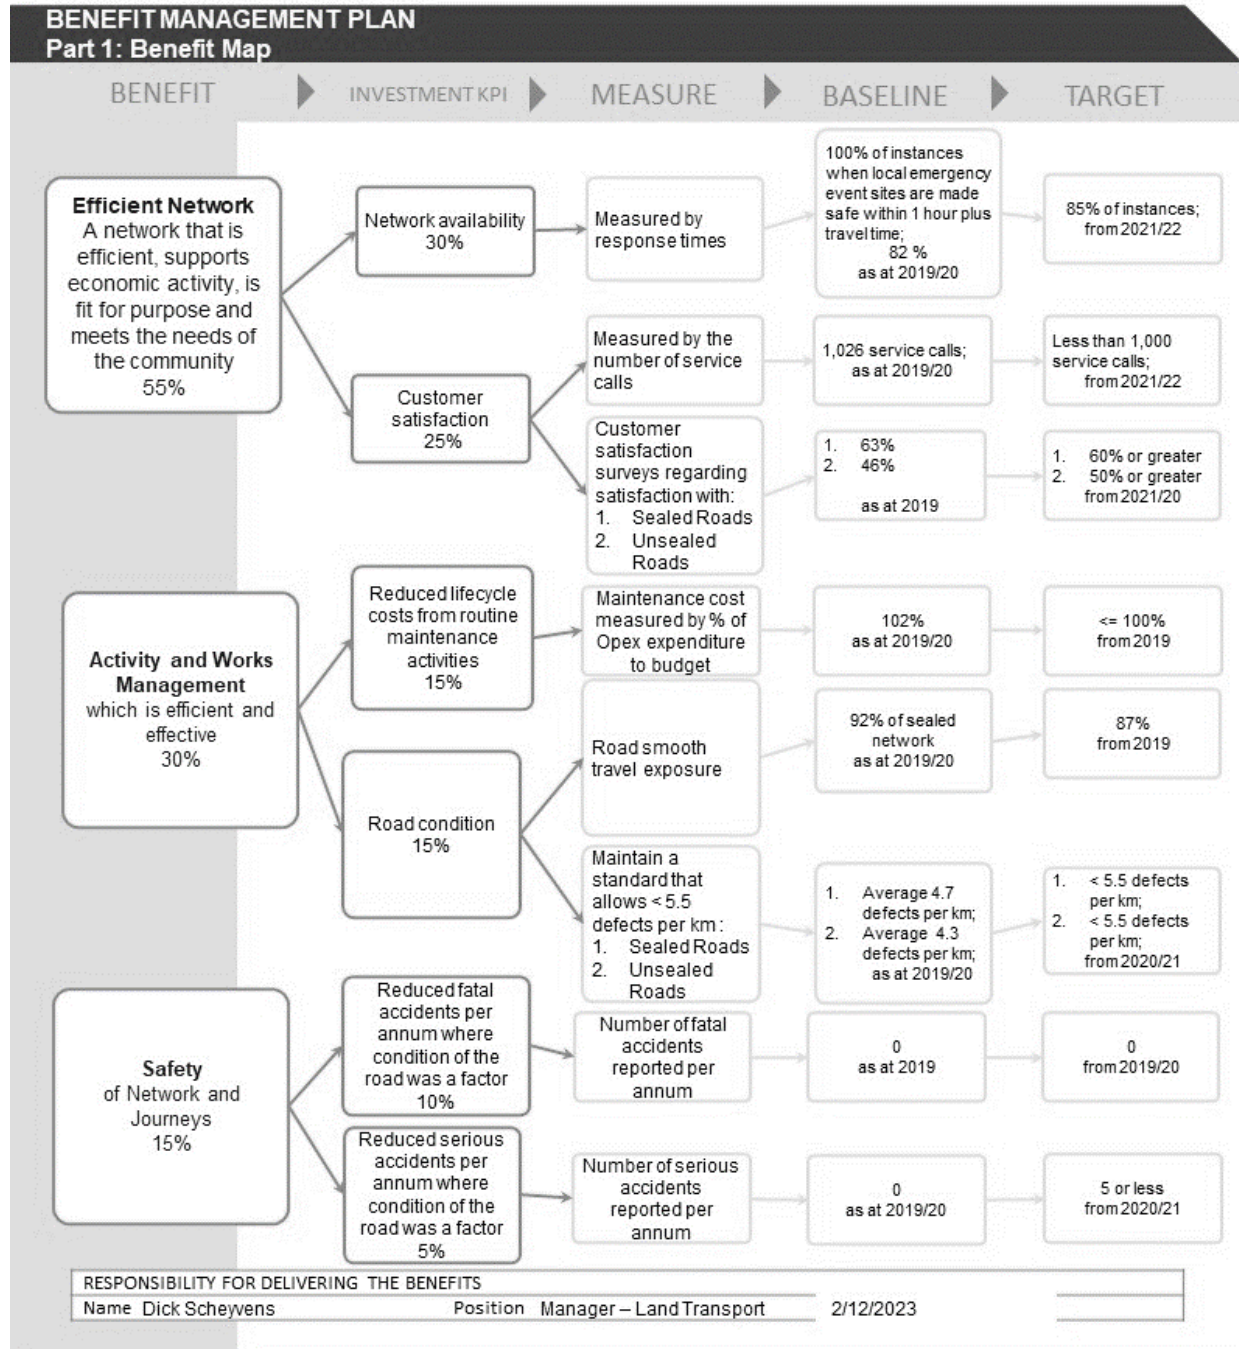 BENEFIT MANAGEMENT PLAN
Part 1: Benefit Map
BENEFIT
INVESTMENT KPI
MEASURE
BASELINE
TARGET
Efficient Network
A network that is
efficient, supports
economic activity, is
fit for purpose and
meets the needs of
the community
55%
Network availability
30%
Measured by
response times
100% of instances
when local emergency
event sites are made
safe within 1 hour plus
travel time;
82 %
as at 2019/20
85% of instances;
from 2021/22
Customer
satisfaction
25%
Measured by the
number of service
calls
1,026 service calls;
as at 2019/20
Less than 1,000
service calls;
from 2021/22
Customer
satisfaction
surveys regarding
satisfaction with:
1. Sealed Roads
2. Unsealed
Roads
1. 63%
2. 46%
as at 2019
1. 60% or greater
2. 50% or greater
from 2021/20
Activity and Works
Management
which is efficient and
effective
30%
Reduced lifecycle
costs from routine
maintenance
activities
15%
Maintenance cost
measured by % of
Opex expenditure
to budget
102%
as at 2019/20
<= 100%
from 2019
Road condition
15%
Road smooth
travel exposure
92% of sealed
network
as at 2019/20
87%
from 2019
Maintain a
standard that
allows < 5.5
defects per km :
1. Sealed Roads
2. Unsealed
Roads
1. Average 4.7
defects per km;
2. Average 4.3
defects per km;
as at 2019/20
1. < 5.5 defects
per km;
2. < 5.5 defects
per km;
from 2020/21
Safety
of Network and
Journeys
15%
Reduced fatal
accidents per
annum where
condition of the
road was a factor
10%
Number of fatal
accidents
reported per
annum
0
as at 2019
0
from 2019/20
Reduced serious
accidents per
annum where
condition of the
road was a factor
5%
Number of serious
accidents
reported per
annum
0
as at 2019/20
5 or less
from 2020/21
RESPONSIBILITY FOR DELIVERING THE BENEFITS
Name Dick Scheyvens Position Manager – Land Transport 2/12/2023